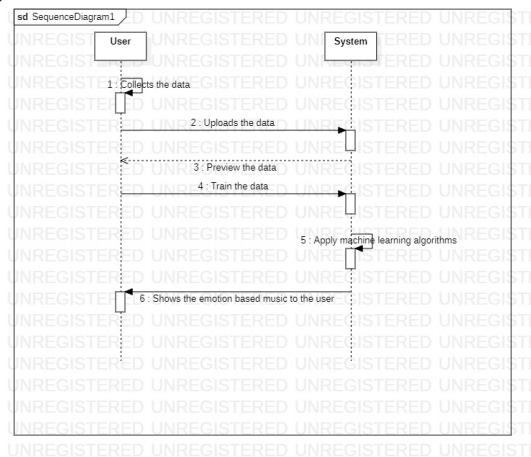 sd SequenceDiagram1
User
System
1 : Collects the data
2 : Uploads the data
3 : Preview the data
4 : Train the data
5 : Apply machine learning algorithms
6 : Shows the emotion based music to the user
UNREGISTERED